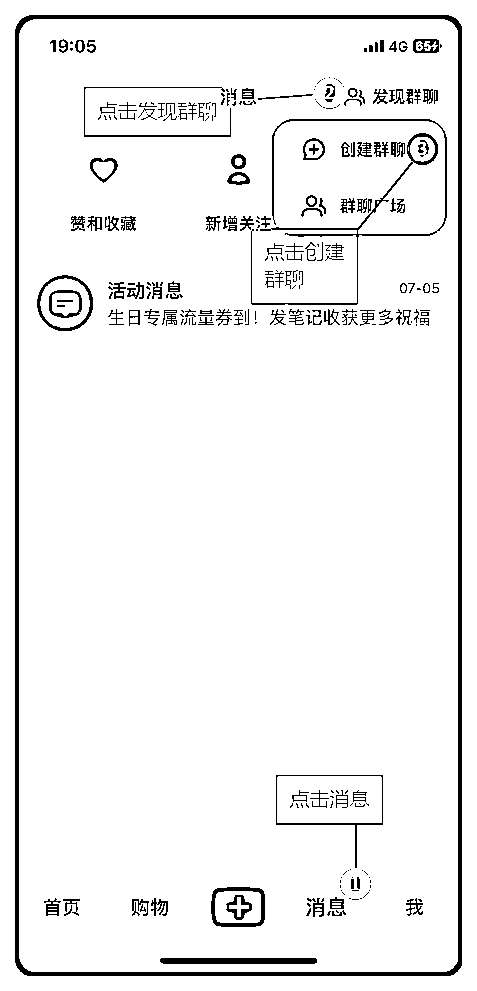 19:05
4G 65
消息
2
发现群聊
点击发现群聊
创建群聊
3
群聊广场
赞和收藏
新增关注
点击创建
群聊
活动消息
07-05
生日专属流量券到！发笔记收获更多祝福
点击消息
首页
购物
消息
我